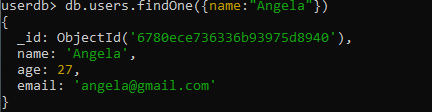 userdb> db.users.findOne({name:"Angela"})
{
  _id: ObjectId('6780ece736336b93975d8940'),
  name: 'Angela',
  age: 27,
  email: 'angela@gmail.com'
}